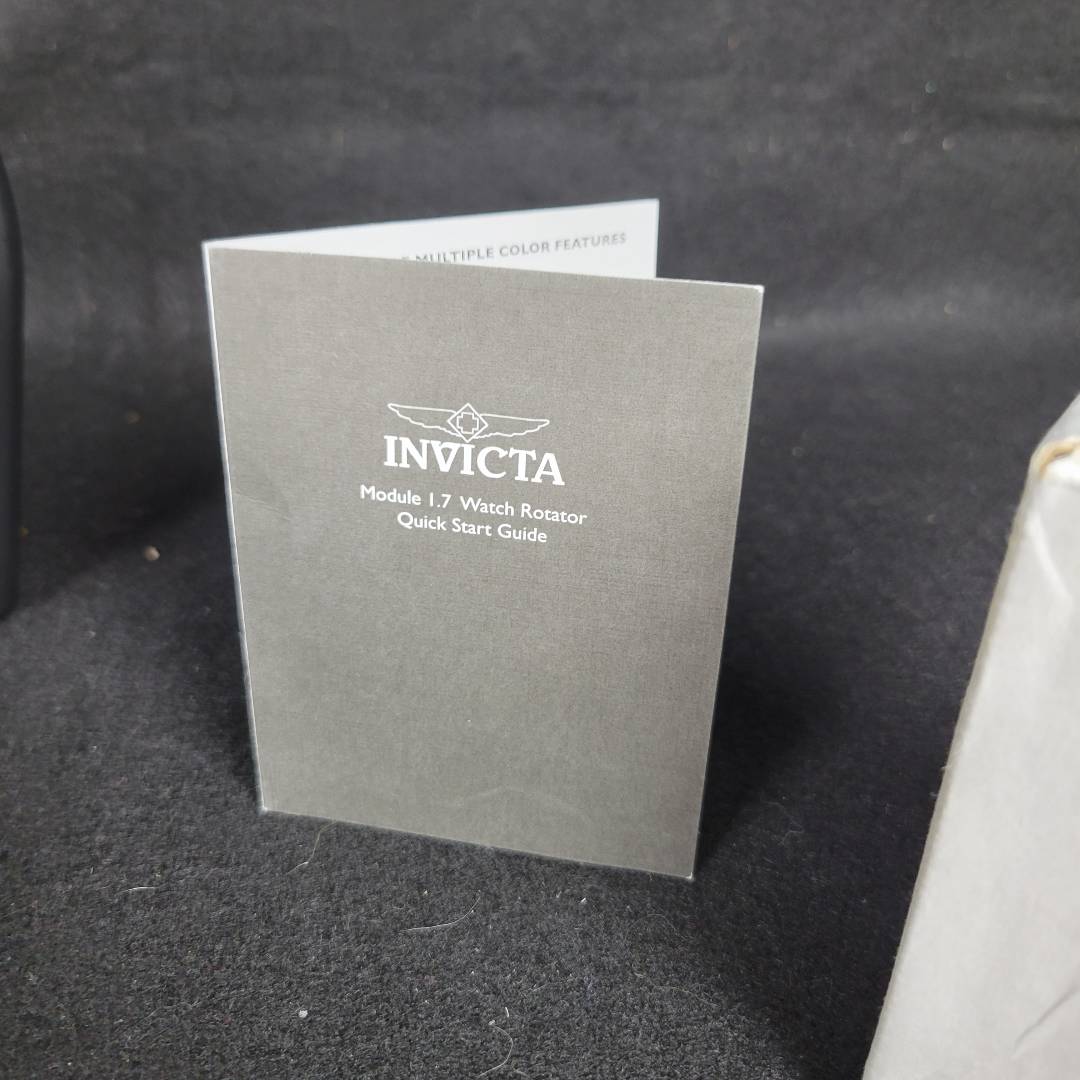 MULTIPLE COLOR FEATURES
INVICTA
Module 1.7 Watch Rotator
Quick Start Guide